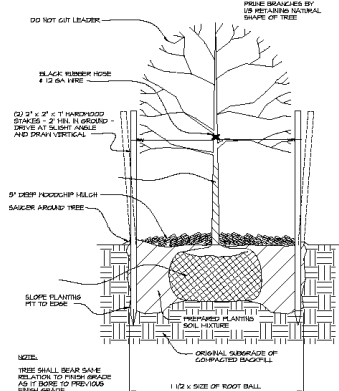 PRUNE BRANCHES BY
1/3 RETAINING NATURAL
SHAPE OF TREE
DO NOT CUT LEADER
BLACK RUBBER HOSE
# 12 GA WIRE
(2) 2" x 2" x 7' HARDWOOD
STAKES - 2' MIN. IN GROUND -
DRIVE AT SLIGHT ANGLE
AND DRAW VERTICAL
3" DEEP WOODCHIP MULCH
SAUCER AROUND TREE
SLOPE PLANTING
PIT TO EDGE
PREPARED PLANTING
SOIL MIXTURE
ORIGINAL SUBGRADE OF
COMPACTED BACKFILL
NOTE:
TREE SHALL BEAR SAME
RELATION TO FINISH GRADE
AS IT BORE TO PREVIOUS
FINISH GRADE
1 1/2 x SIZE OF ROOT BALL